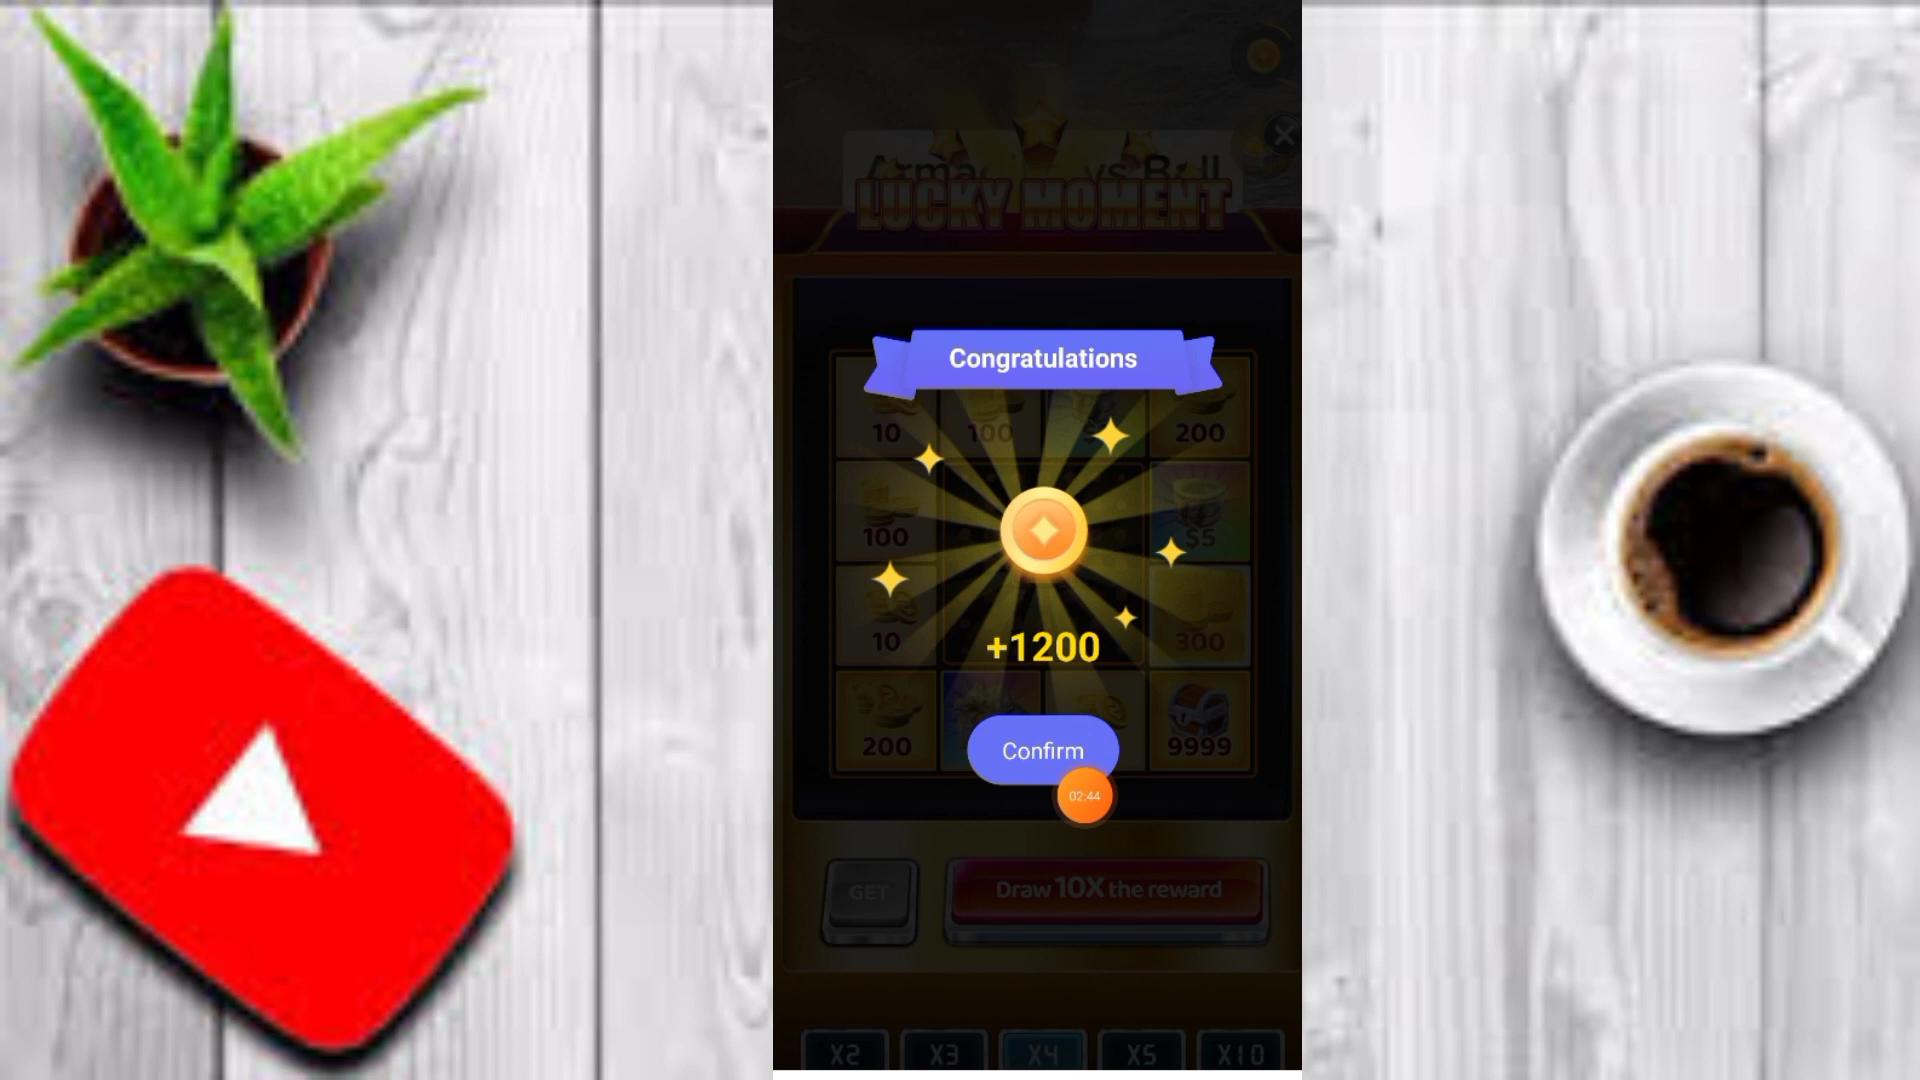 LUCKY MOMENT
Congratulations
10 100 200
100 $5
10 300
+1200
200 9999
Confirm
02:44
GET Draw 10X the reward
X2 X3 X4 X5 X10